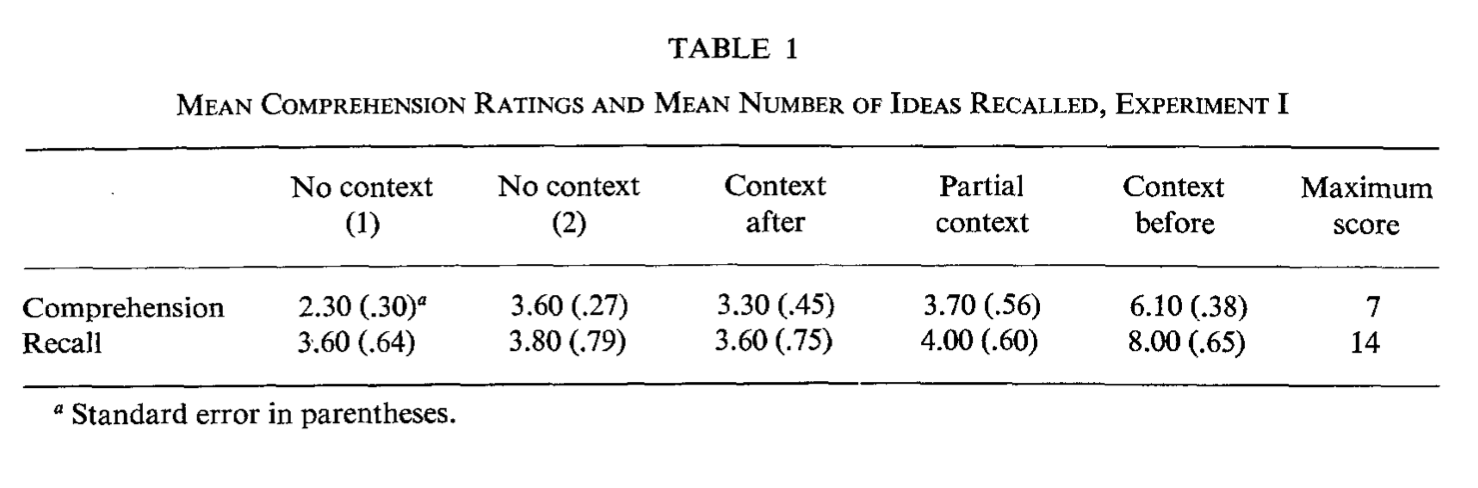 TABLE 1
MEAN COMPREHENSION RATINGS AND MEAN NUMBER OF IDEAS RECALLED, EXPERIMENT I
No context No context Context Partial Context Maximum
(1) (2) after context before score
Comprehension 2.30 (.30)a 3.60 (.27) 3.30 (.45) 3.70 (.56) 6.10 (.38) 7
Recall 3.60 (.64) 3.80 (.79) 3.60 (.75) 4.00 (.60) 8.00 (.65) 14
a Standard error in parentheses.